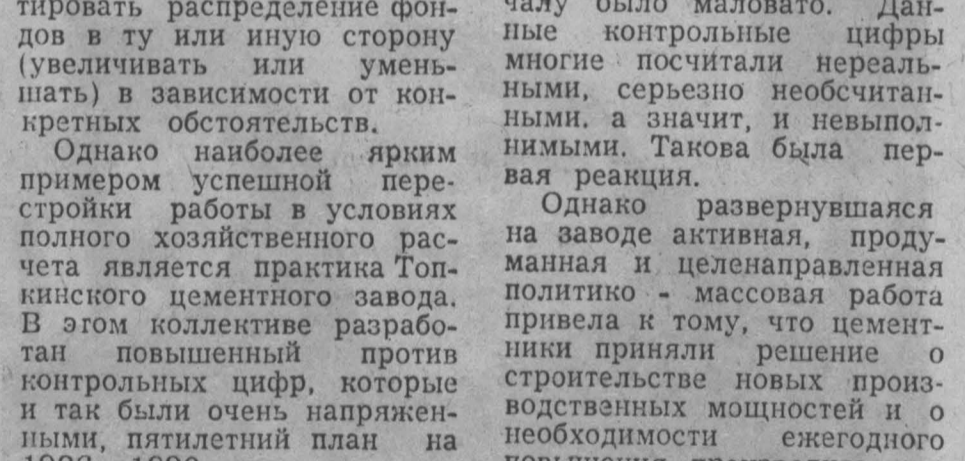 тировать распределение фон-
дов в ту или иную сторону
(увеличивать или умень-
шать) в зависимости от кон-
кретных обстоятельств.
Однако наиболее ярким
примером успешной пере-
стройки работы в условиях
полного хозяйственного рас-
чета является практика Топ-
кинского цементного завода.
В этом коллективе разрабо-
тан повышенный против
контрольных цифр, которые
и так были очень напряжен-
ными, пятилетний план на
чалу было маловато. Дан-
ные контрольные цифры
многие посчитали нереаль-
ными, серьезно необсчитан-
ными. а значит, и невыпол-
нимыми. Такова была пер-
вая реакция.
Однако развернувшаяся
на заводе активная, проду-
манная и целенаправленная
политико - массовая работа
привела к тому, что цемент-
ники приняли решение о
строительстве новых произ-
водственных мощностей и о
необходимости ежегодного